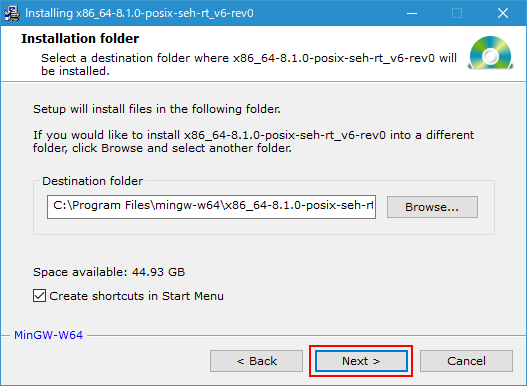 Installing x86_64-8.1.0-posix-seh-rt_v6-rev0
Installation folder
Select a destination folder where x86_64-8.1.0-posix-seh-rt_v6-rev0 will
be installed.
Setup will install files in the following folder.
If you would like to install x86_64-8.1.0-posix-seh-rt_v6-rev0 into a different
folder, click Browse and select another folder.
Destination folder
C:\Program Files\mingw-w64\x86_64-8.1.0-posix-seh-rt
Browse...
Space available: 44.93 GB
Create shortcuts in Start Menu
MinGW-W64
< Back
Next >
Cancel